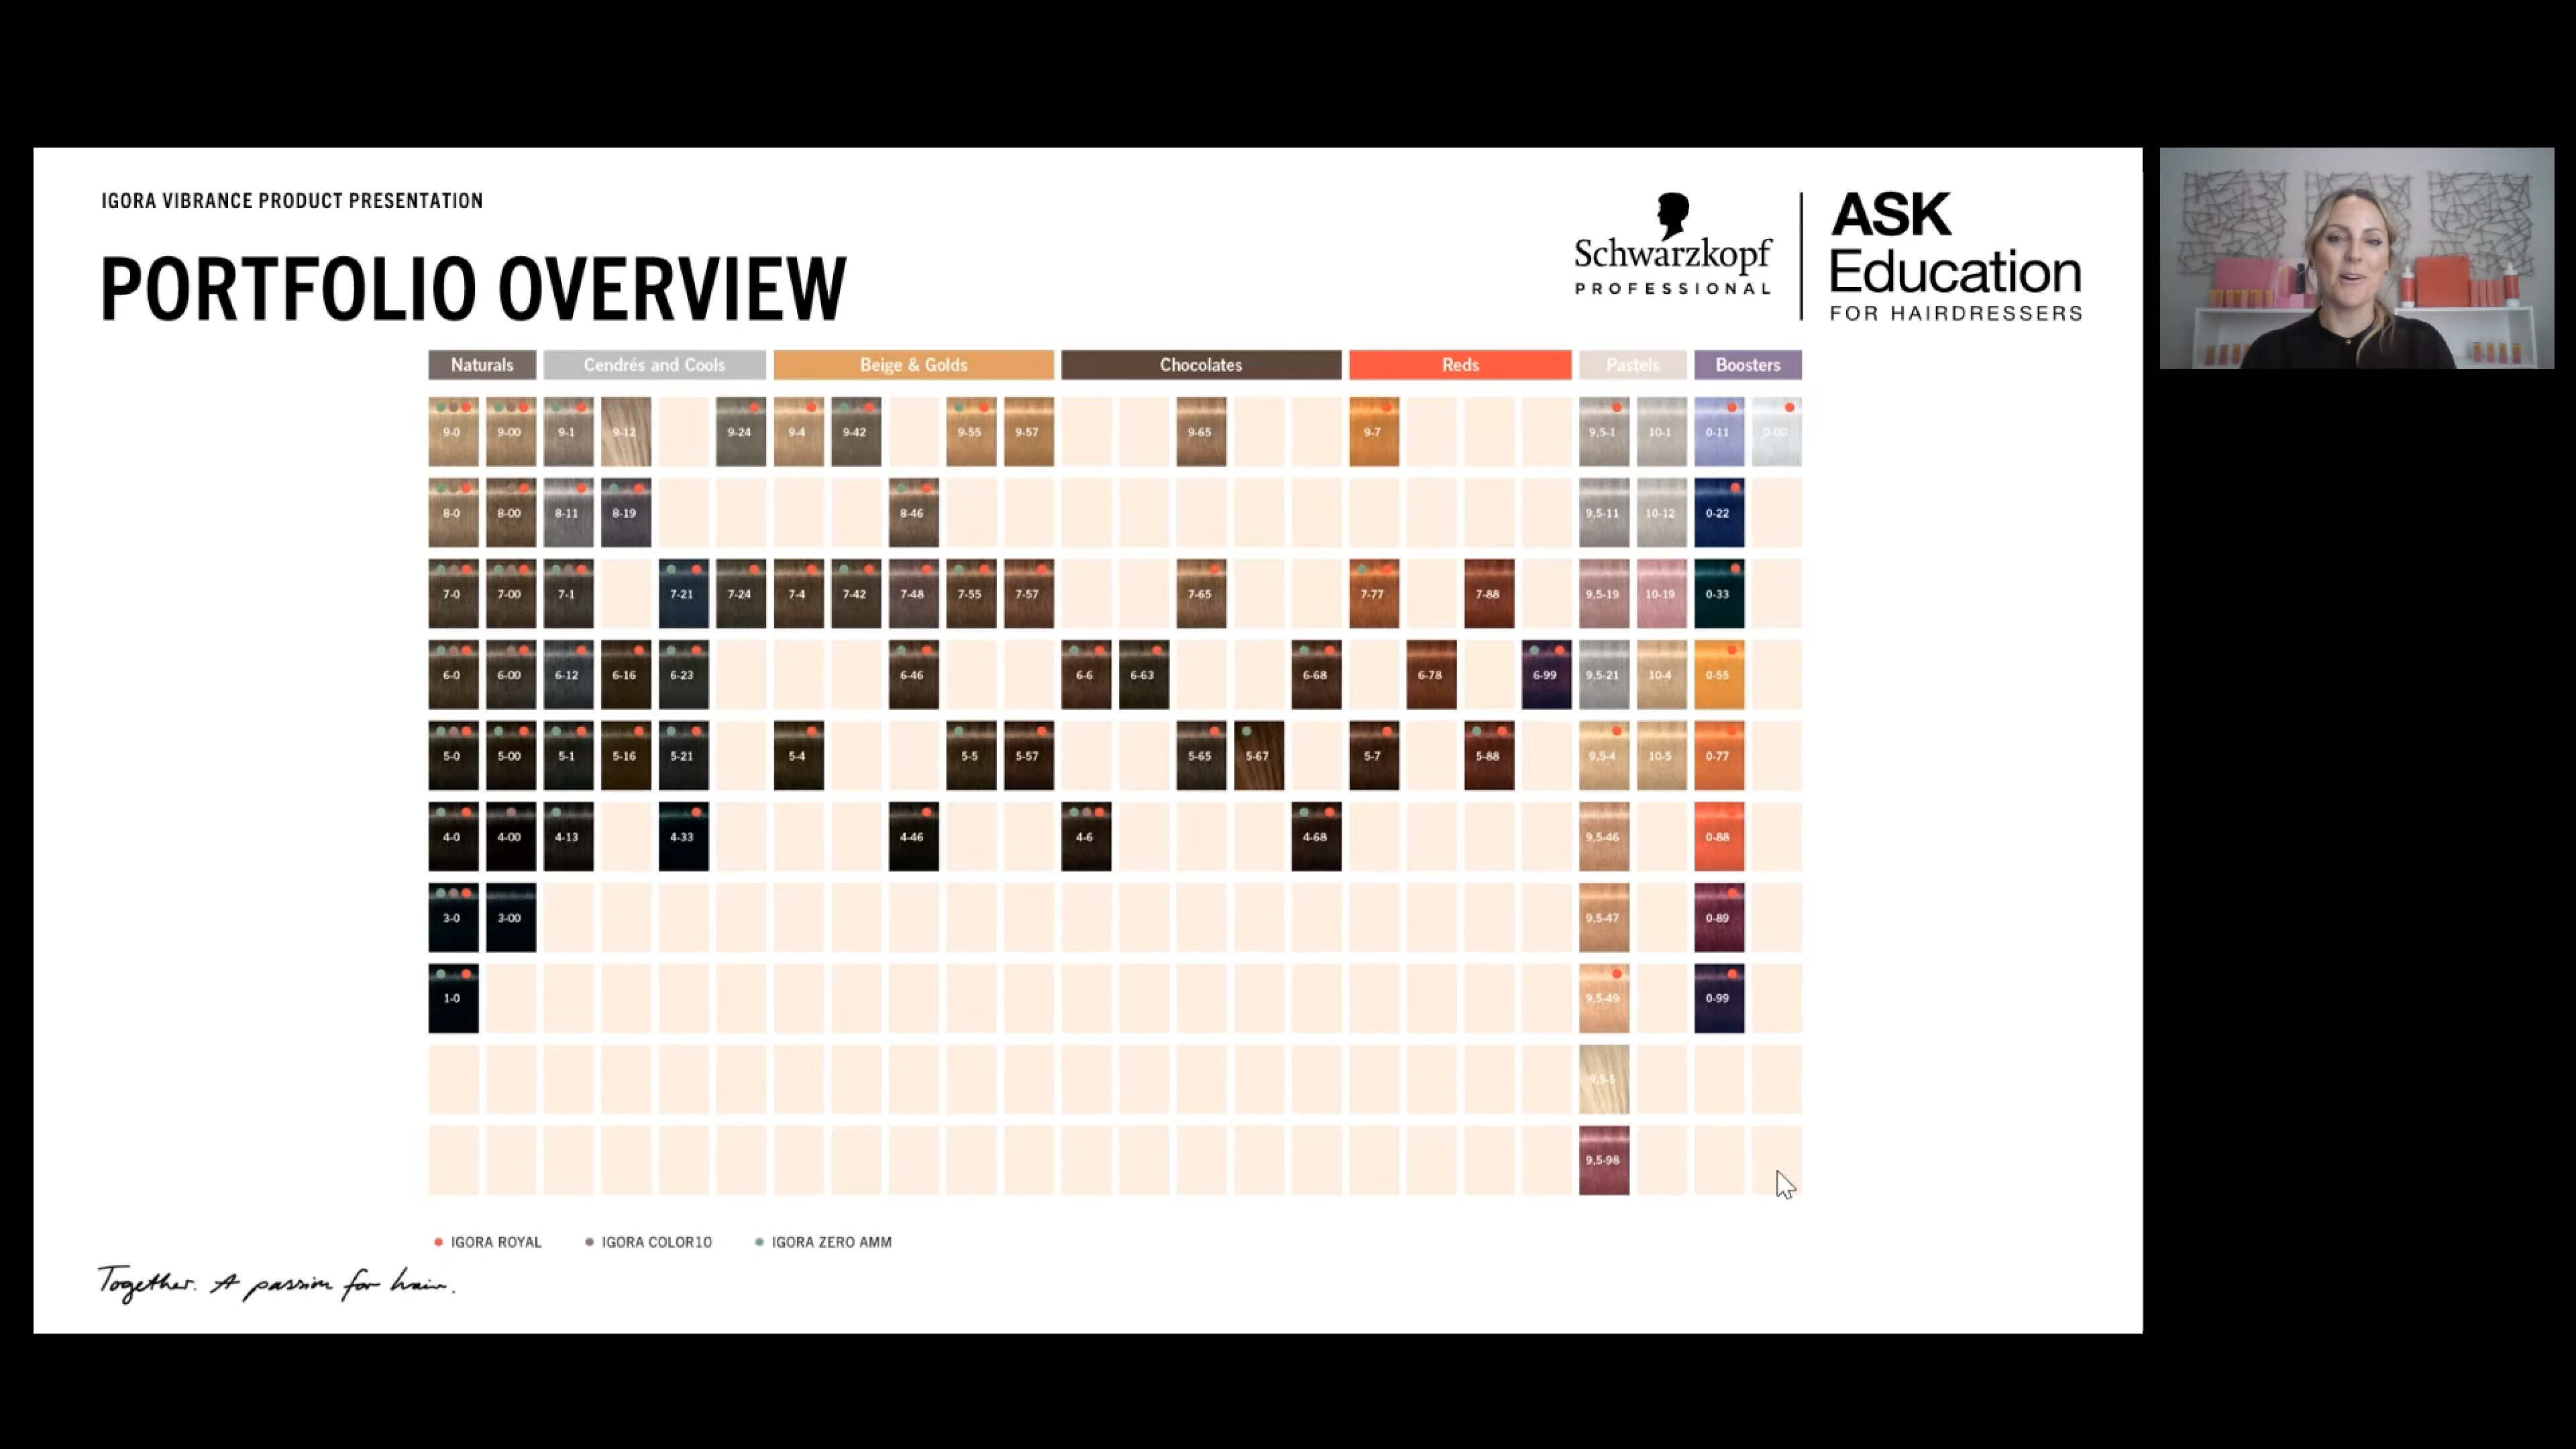 IGORA VIBRANCE PRODUCT PRESENTATION
PORTFOLIO OVERVIEW
Schwarzkopf
PROFESSIONAL
ASK
Education
FOR HAIRDRESSERS
Naturals Cendrés and Cools Beige & Golds Chocolates Reds Pastels Boosters
9-0 9-00 9-1 9-12 9-24 9-4 9-42 9-55 9-57 9-65 9-7 9,5-1 10-1 0-11 0-00
8-0 8-00 8-11 8-19 8-46 9,5-11 10-12 0-22
7-0 7-00 7-1 7-21 7-24 7-4 7-42 7-48 7-55 7-57 7-65 7-77 7-88 9,5-19 10-19 0-33
6-0 6-00 6-12 6-16 6-23 6-46 6-6 6-63 6-68 6-78 6-99 9,5-21 10-4 0-55
5-0 5-00 5-1 5-16 5-21 5-4 5-5 5-57 5-65 5-67 5-7 5-88 9,5-4 10-5 0-77
4-0 4-00 4-13 4-33 4-46 4-6 4-68 9,5-46 0-88
3-0 3-00 9,5-47 0-89
1-0 9,5-49 0-99
9,5-5
9,5-98
IGORA ROYAL IGORA COLOR10 IGORA ZERO AMM
Together. A passion for hair.